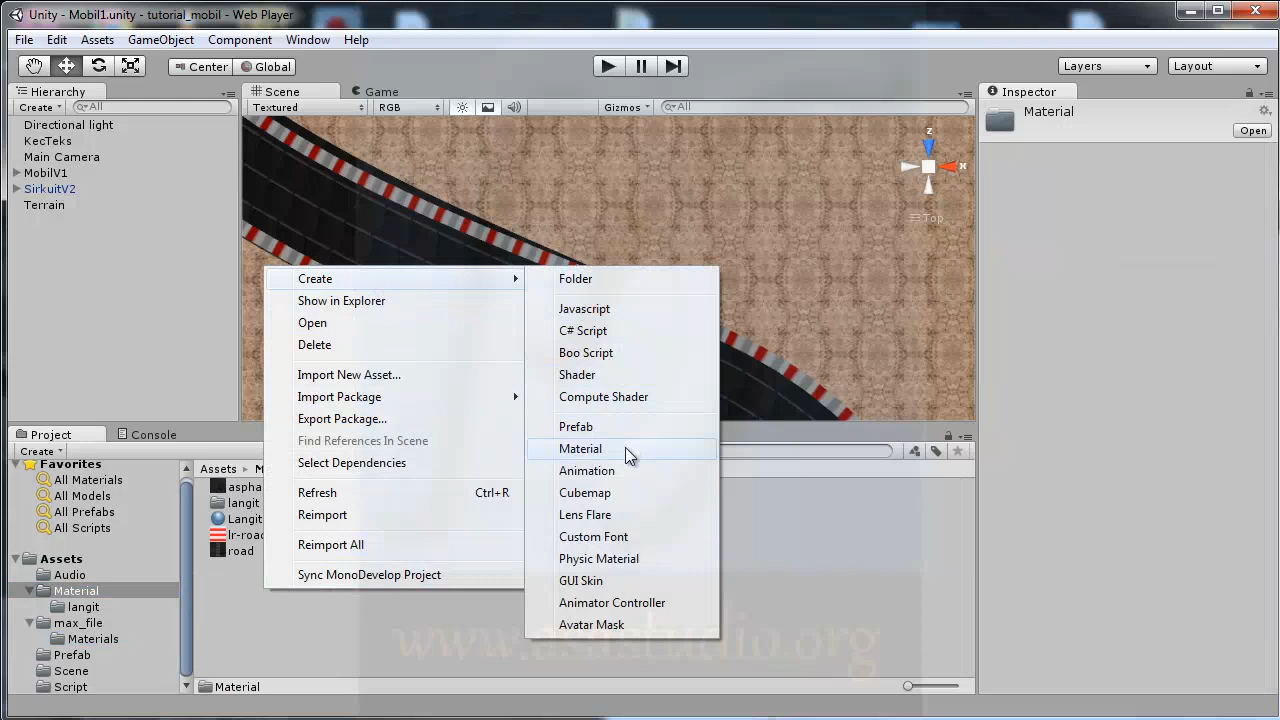 Unity - Mobil1.unity - tutorial_mobil - Web Player
File Edit Assets GameObject Component Window Help
Center Global Layers Layout
Hierarchy Scene Game Inspector
Create All Textured RGB Gizmos All
Material
Open
Directional light
KecTeks
Main Camera
MobilV1
SirkuitV2
Terrain
z
x
Top
Create
Show in Explorer
Open
Delete
Import New Asset...
Import Package
Export Package...
Find References In Scene
Select Dependencies
Refresh Ctrl+R
Reimport
Reimport All
Sync MonoDevelop Project
Folder
Javascript
C# Script
Boo Script
Shader
Compute Shader
Prefab
Material
Animation
Cubemap
Lens Flare
Custom Font
Physic Material
GUI Skin
Animator Controller
Avatar Mask
Project Console
Create
Favorites
All Materials
All Models
All Prefabs
All Scripts
Assets
Audio
Material
langit
max_file
Materials
Prefab
Scene
Script
Assets
langit
road
Material
www.asastudio.org